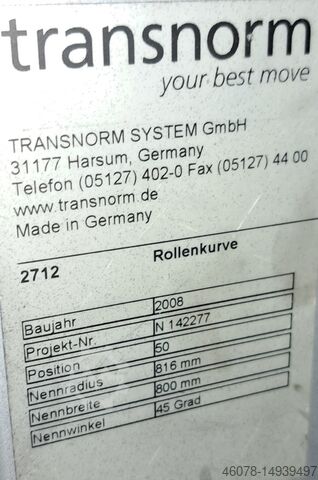 transnorm
your best move
TRANSNORM SYSTEM GmbH
31177 Harsum, Germany
Telefon (05127) 402-0 Fax (05127) 44 00
www.transnorm.de
Made in Germany
2712 Rollenkurve
Baujahr 2008
Projekt-Nr. N 142277
Position 50
Nennradius 816 mm
Nennbreite 800 mm
Nennwinkel 45 Grad
46078-14939497